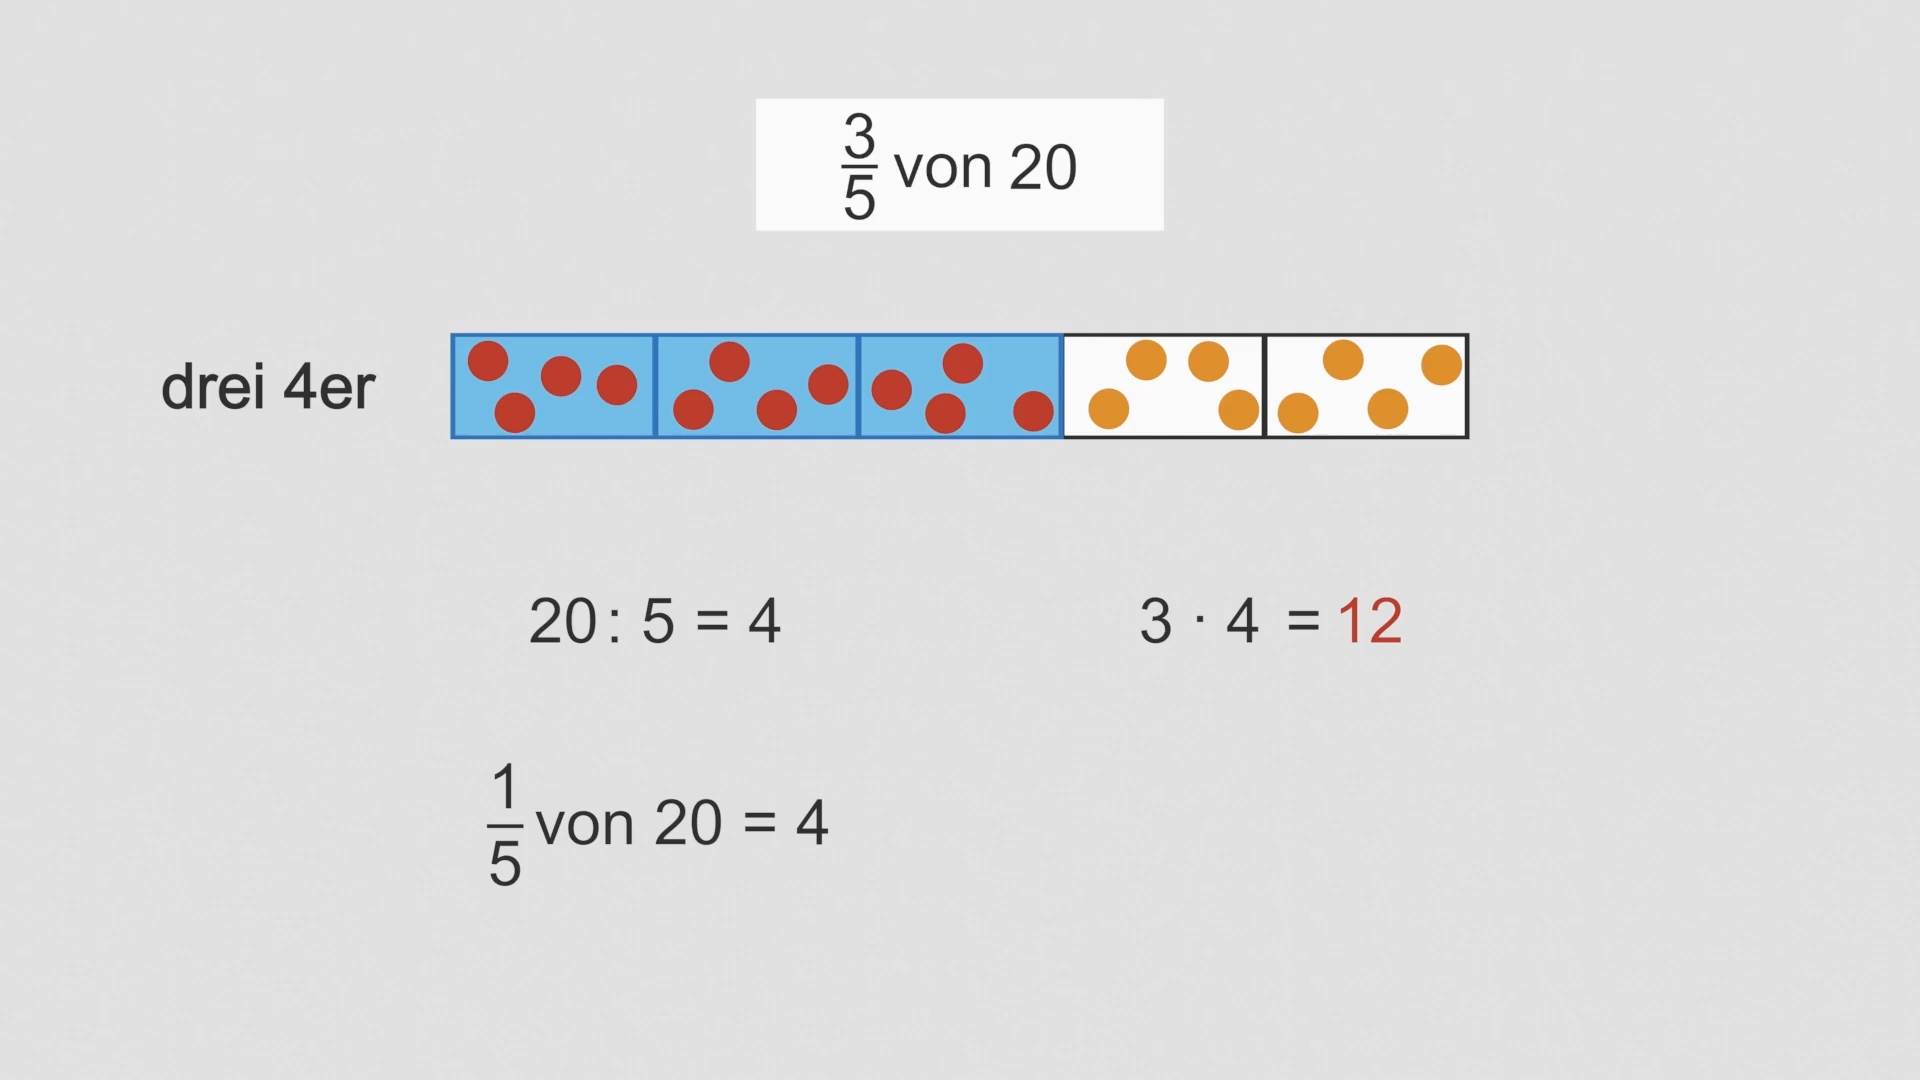 3/5 von 20
drei 4er
20 : 5 = 4
3 · 4 = 12
1/5 von 20 = 4